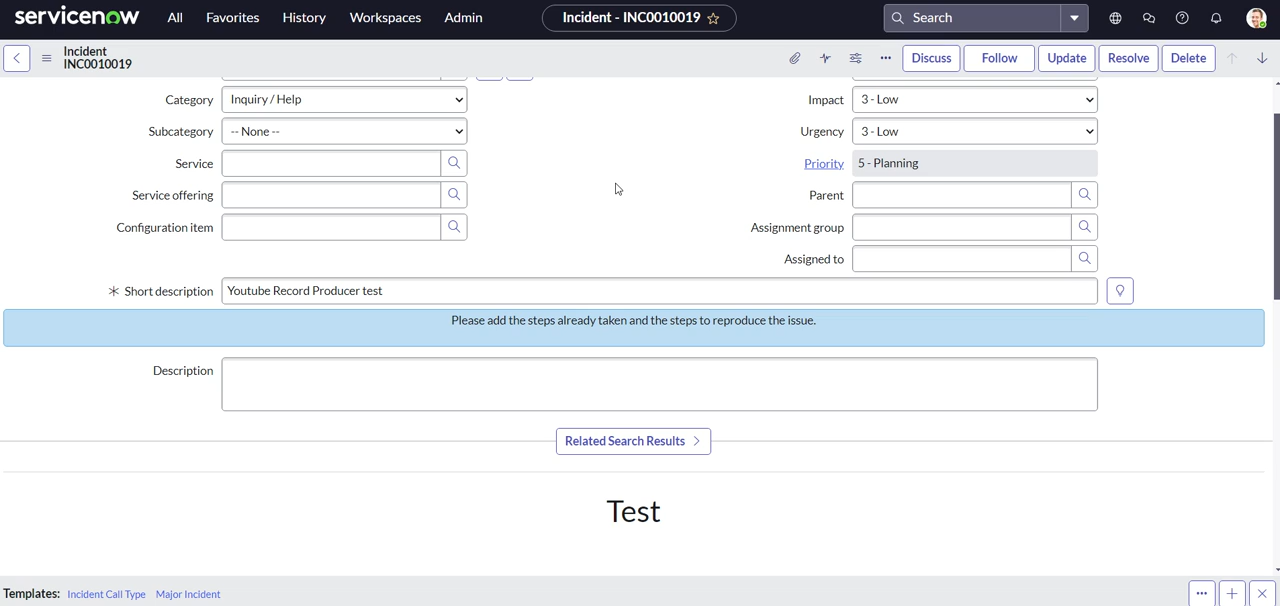 servicenow All Favorites History Workspaces Admin Incident - INC0010019 Search
Incident
INC0010019
Discuss Follow Update Resolve Delete
Category Inquiry / Help Impact 3 - Low
Subcategory -- None -- Urgency 3 - Low
Service Priority 5 - Planning
Service offering Parent
Configuration item Assignment group
Assigned to
Short description Youtube Record Producer test
Please add the steps already taken and the steps to reproduce the issue.
Description
Related Search Results
Test
Templates: Incident Call Type Major Incident